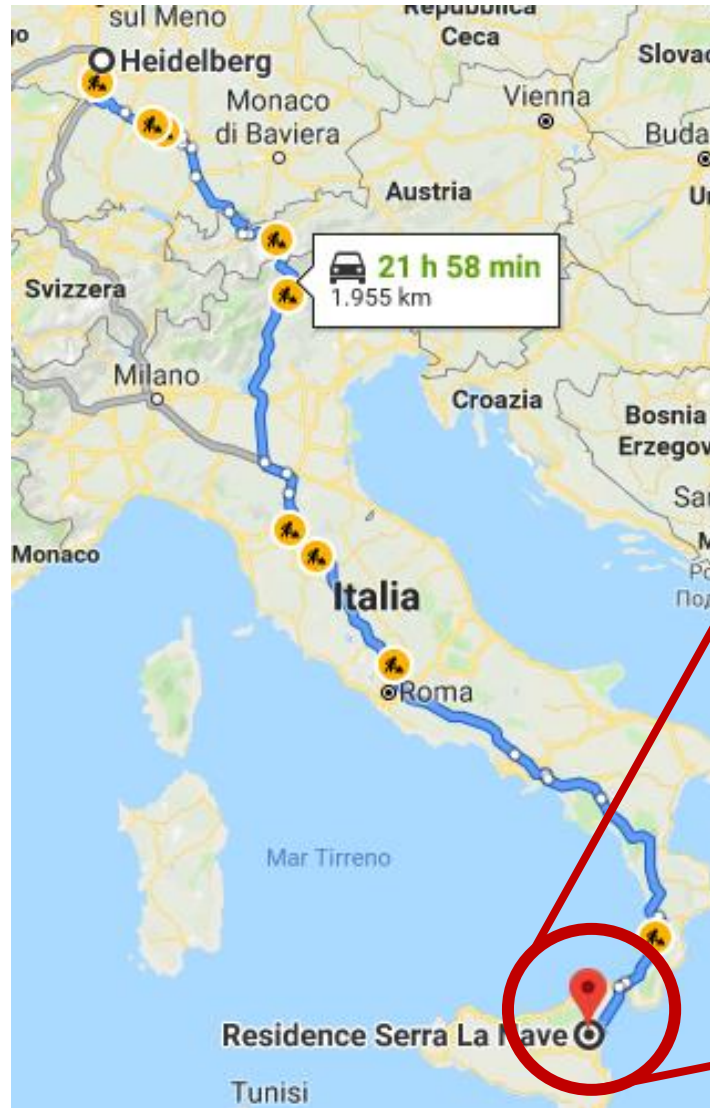 sul Meno
Repubblica
Ceca
Heidelberg
Slovac
Monaco
di Baviera
Vienna
Buda
Austria
Svizzera
21 h 58 min
1.955 km
Milano
Croazia
Bosnia
Erzegov
Monaco
Italia
Roma
Mar Tirreno
Residence Serra La Nave
Tunisi